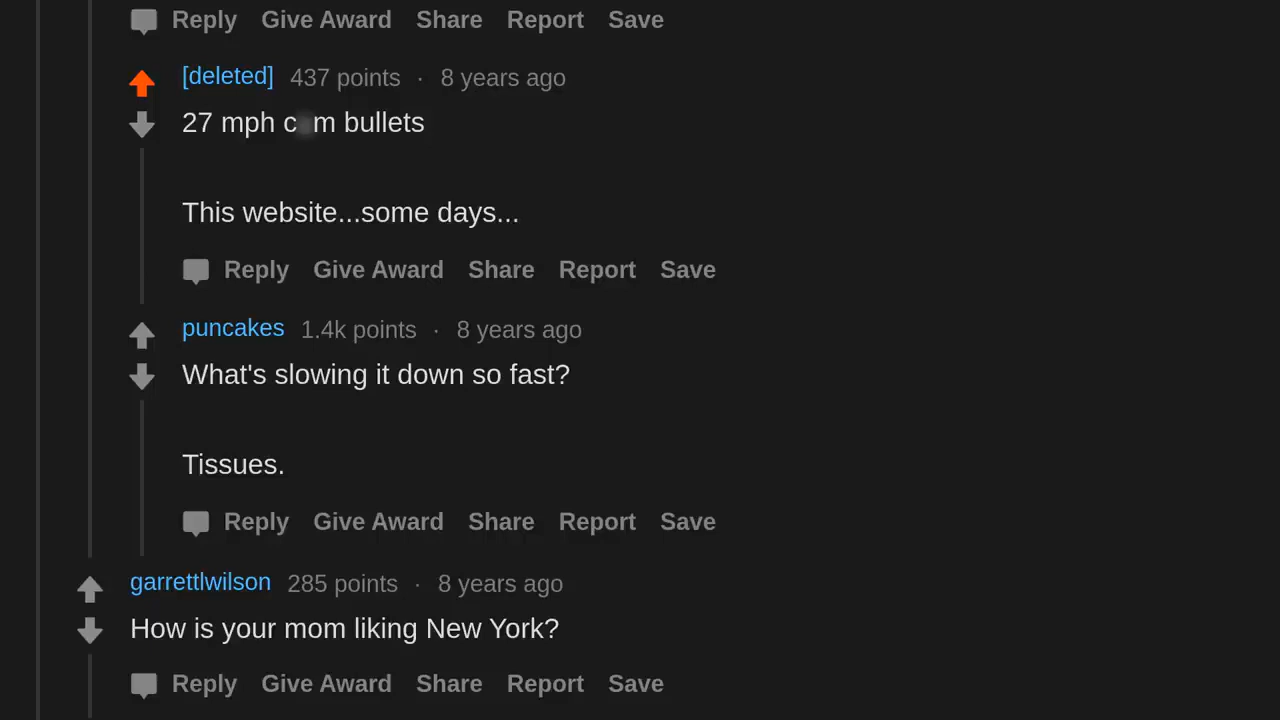 Reply Give Award Share Report Save
[deleted] 437 points · 8 years ago
27 mph c m bullets
This website...some days...
Reply Give Award Share Report Save
puncakes 1.4k points · 8 years ago
What's slowing it down so fast?
Tissues.
Reply Give Award Share Report Save
garrettlwilson 285 points · 8 years ago
How is your mom liking New York?
Reply Give Award Share Report Save